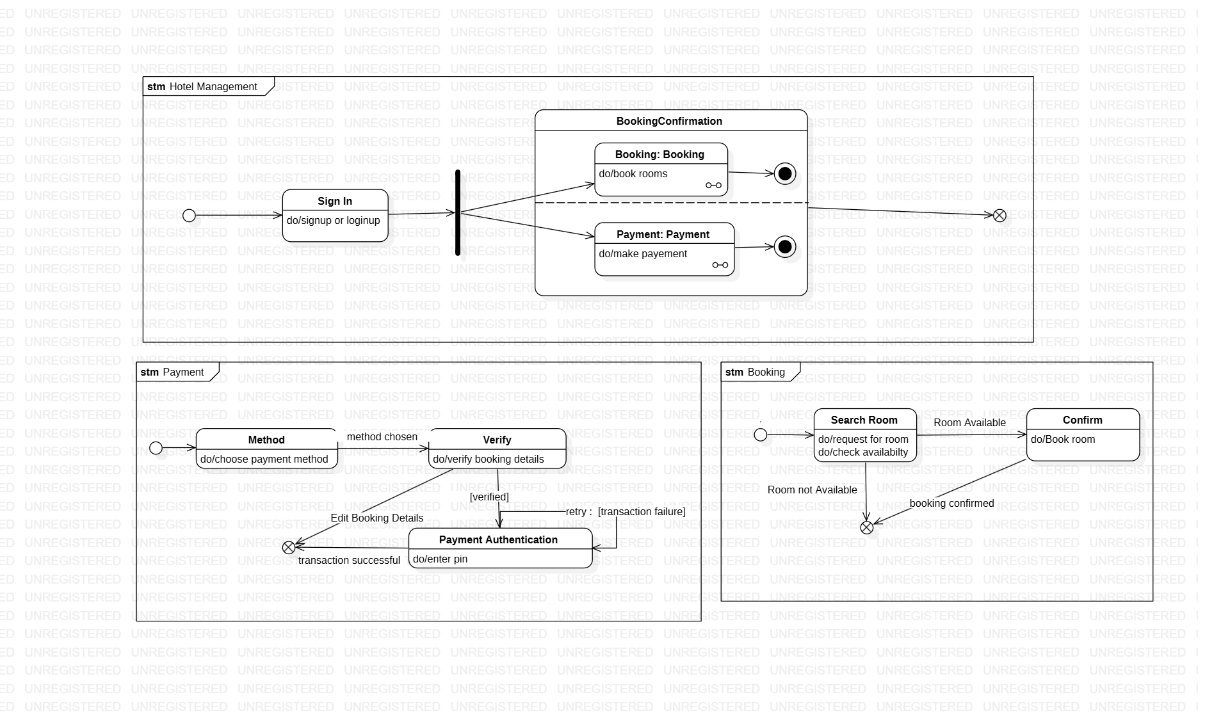 stm Hotel Management
BookingConfirmation
Booking: Booking
do/book rooms
Sign In
do/signup or loginup
Payment: Payment
do/make payement
stm Payment
Method
do/choose payment method
method chosen
Verify
do/verify booking details
[verified]
Edit Booking Details
retry : [transaction failure]
Payment Authentication
do/enter pin
transaction successful
stm Booking
Search Room
do/request for room
do/check availabilty
Room Available
Confirm
do/Book room
Room not Available
booking confirmed
UNREGISTERED